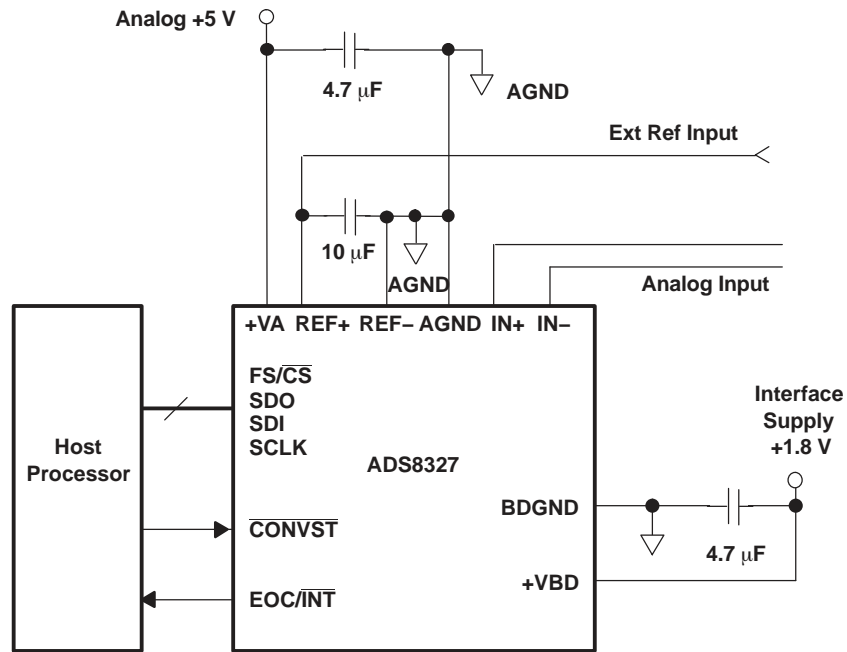 Analog +5 V
4.7 μF
AGND
Ext Ref Input
10 μF
AGND
Analog Input
+VA REF+ REF− AGND IN+ IN−
FS/CS
SDO
SDI
SCLK
Host
Processor
ADS8327
Interface
Supply
+1.8 V
BDGND
CONVST
4.7 μF
+VBD
EOC/INT